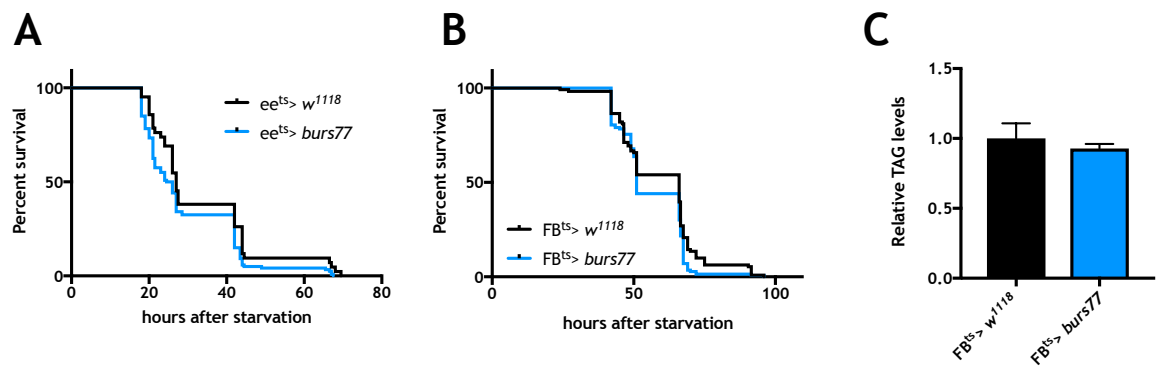 A
Percent survival
100
50
0
0
20
40
60
80
hours after starvation
ee^ts> w^1118
ee^ts> burs77
B
Percent survival
100
50
0
0
50
100
hours after starvation
FB^ts> w^1118
FB^ts> burs77
C
Relative TAG levels
1.5
1.0
0.5
0.0
FB^ts> w^1118
FB^ts> burs77